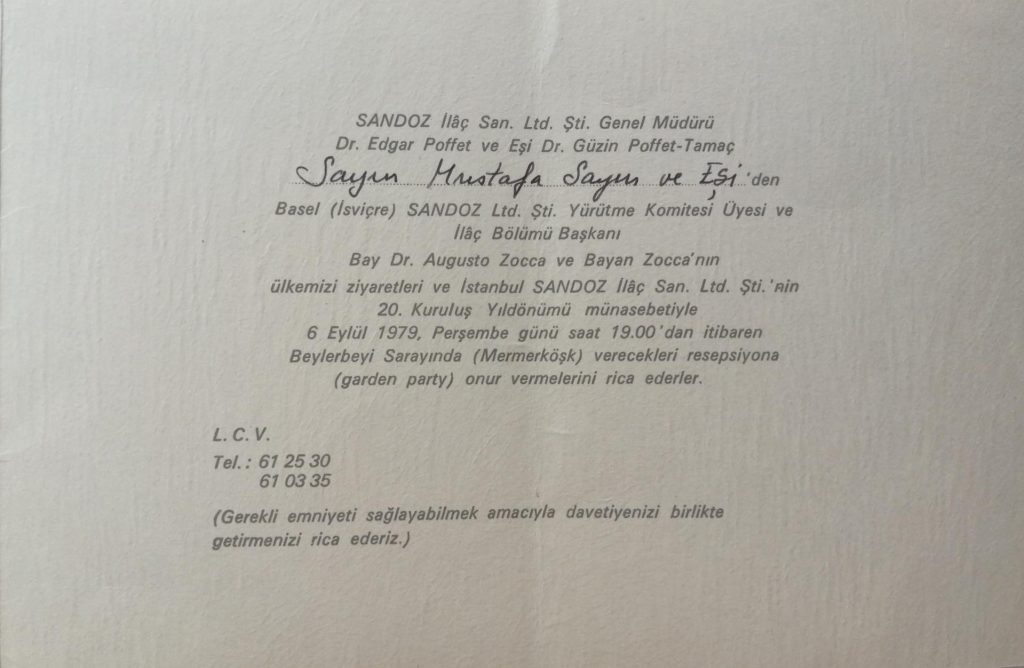 SANDOZ İlâç San. Ltd. Şti. Genel Müdürü
Dr. Edgar Poffet ve Eşi Dr. Güzin Poffet-Tamaç
Sayın Mustafa Sayın ve Eşi'den
Basel (İsviçre) SANDOZ Ltd. Şti. Yürütme Komitesi Üyesi ve
İlâç Bölümü Başkanı
Bay Dr. Augusto Zocca ve Bayan Zocca'nın
ülkemizi ziyaretleri ve İstanbul SANDOZ İlâç San. Ltd. Şti.'nin
20. Kuruluş Yıldönümü münasebetiyle
6 Eylül 1979, Perşembe günü saat 19.00'dan itibaren
Beylerbeyi Sarayında (Mermerköşk) verecekleri resepsiyona
(garden party) onur vermelerini rica ederler.
L. C. V.
Tel.: 61 25 30
61 03 35
(Gerekli emniyeti sağlayabilmek amacıyla davetiyenizi birlikte
getirmenizi rica ederiz.)